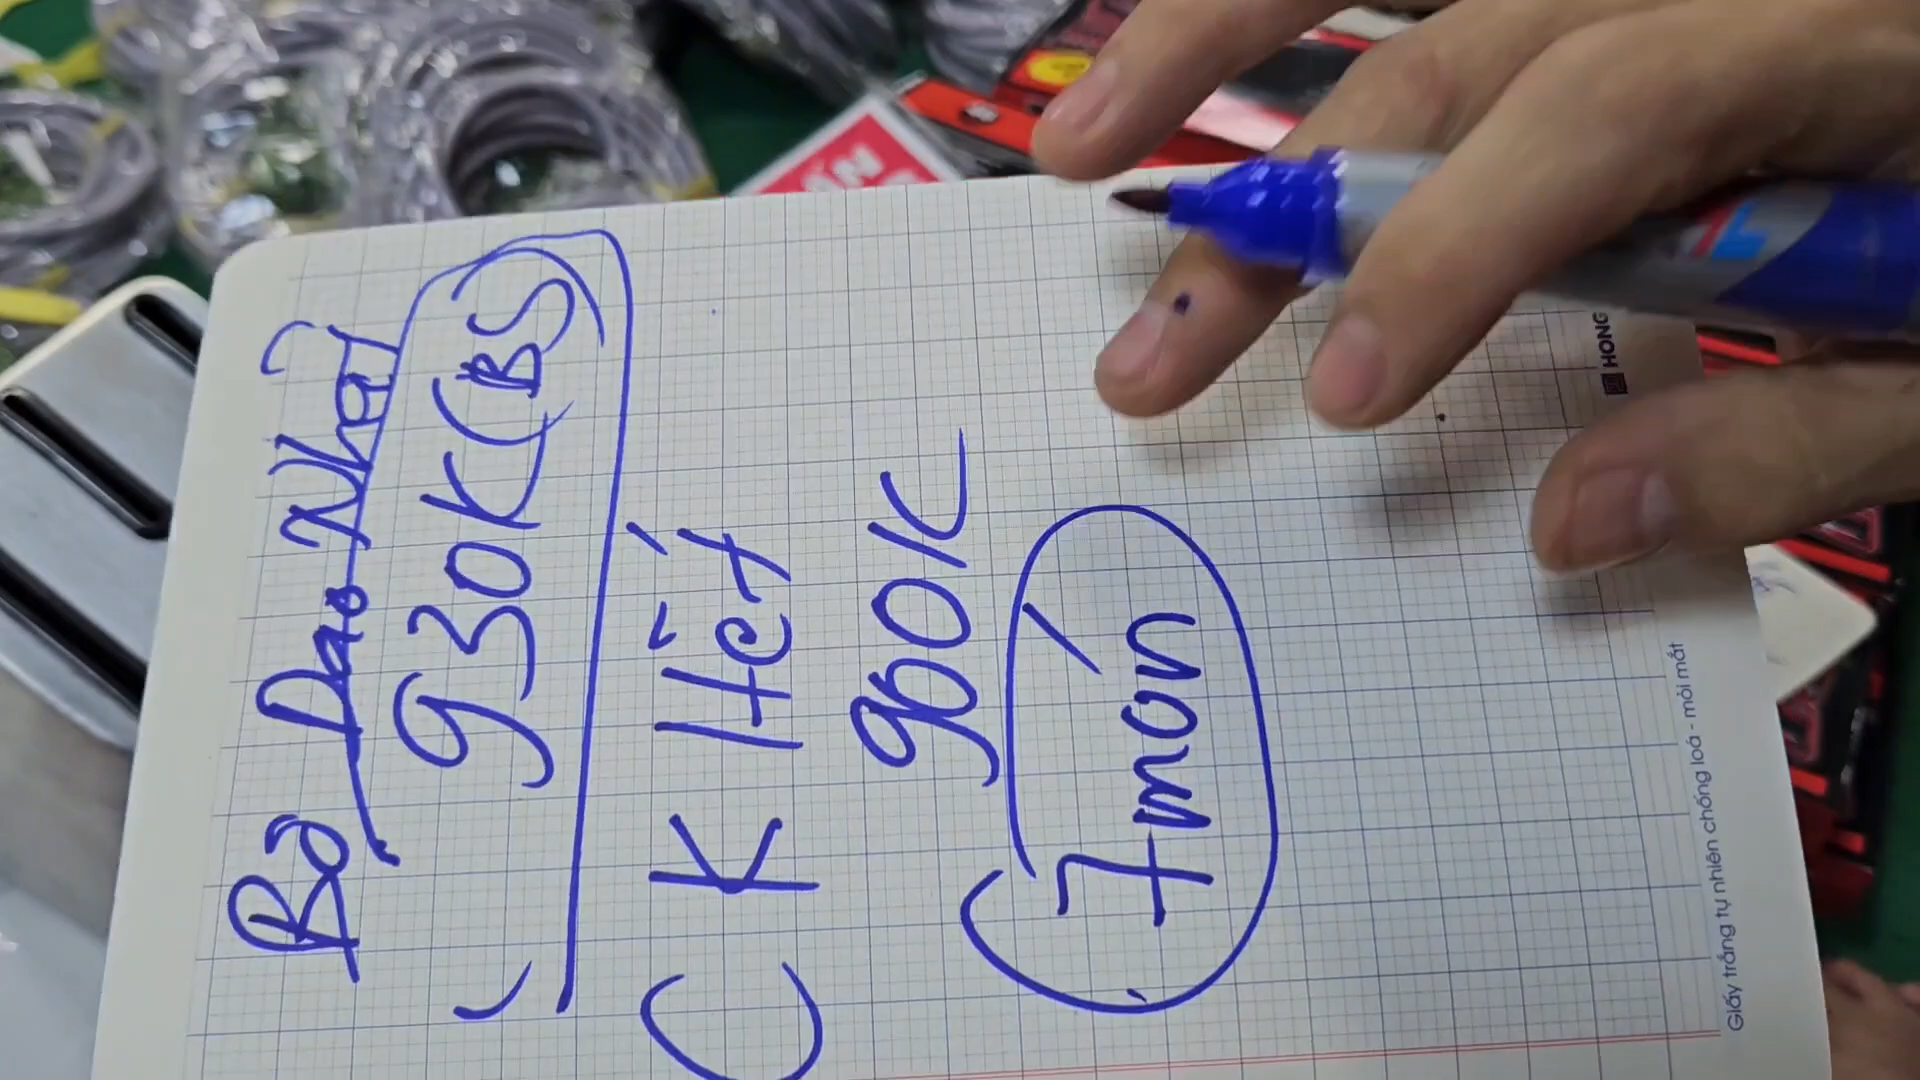 Bộ Dao Nhật
930K (BS)
CK Hết
900K
7 món
Giấy trắng tự nhiên chống loá - mỏi mắt
HONG